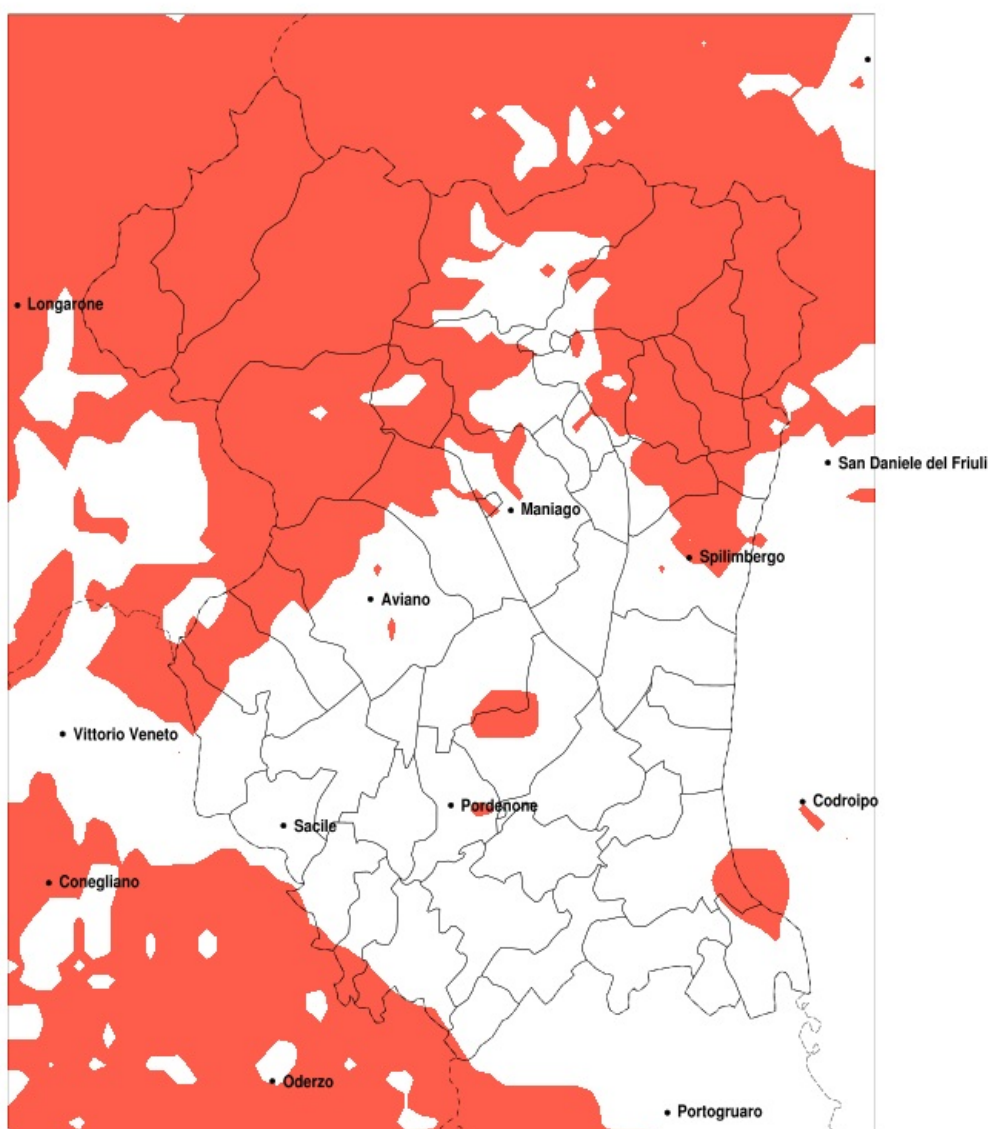 Longarone
San Daniele del Friuli
Maniago
Spilimbergo
Aviano
Vittorio Veneto
Codroipo
Pordenone
Sacile
Conegliano
Oderzo
Portogruaro